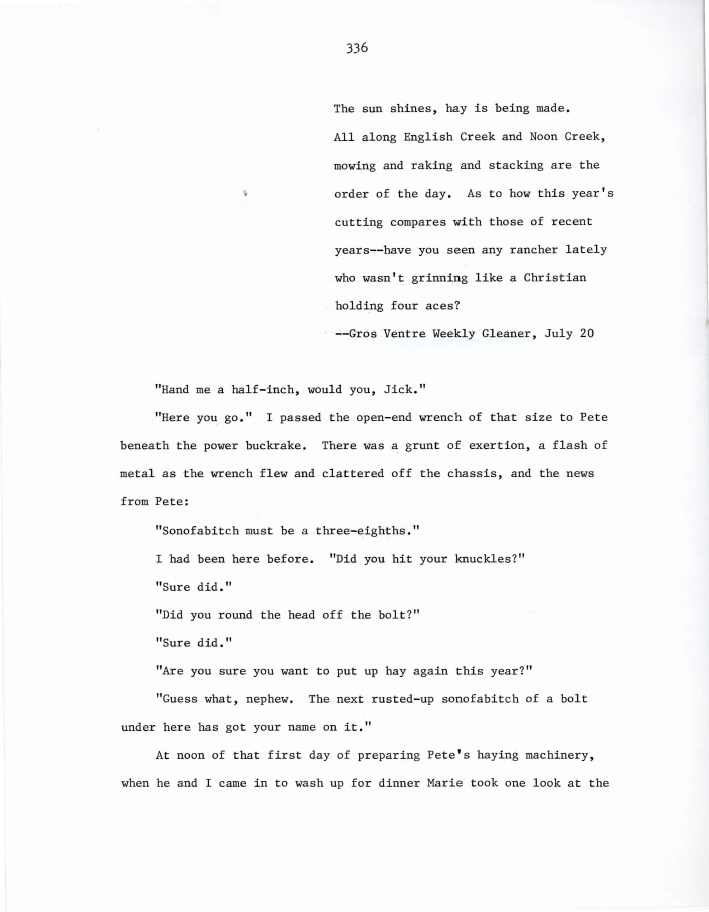 336
The sun shines, hay is being made.
All along English Creek and Noon Creek,
mowing and raking and stacking are the
order of the day. As to how this year's
cutting compares with those of recent
years--have you seen any rancher lately
who wasn't grinning like a Christian
holding four aces?
--Gros Ventre Weekly Gleaner, July 20
"Hand me a half-inch, would you, Jick."
"Here you go." I passed the open-end wrench of that size to Pete
beneath the power buckrake. There was a grunt of exertion, a flash of
metal as the wrench flew and clattered off the chassis, and the news
from Pete:
"Sonofabitch must be a three-eighths."
I had been here before. "Did you hit your knuckles?"
"Sure did."
"Did you round the head off the bolt?"
"Sure did."
"Are you sure you want to put up hay again this year?"
"Guess what, nephew. The next rusted-up sonofabitch of a bolt
under here has got your name on it."
At noon of that first day of preparing Pete's haying machinery,
when he and I came in to wash up for dinner Marie took one look at the